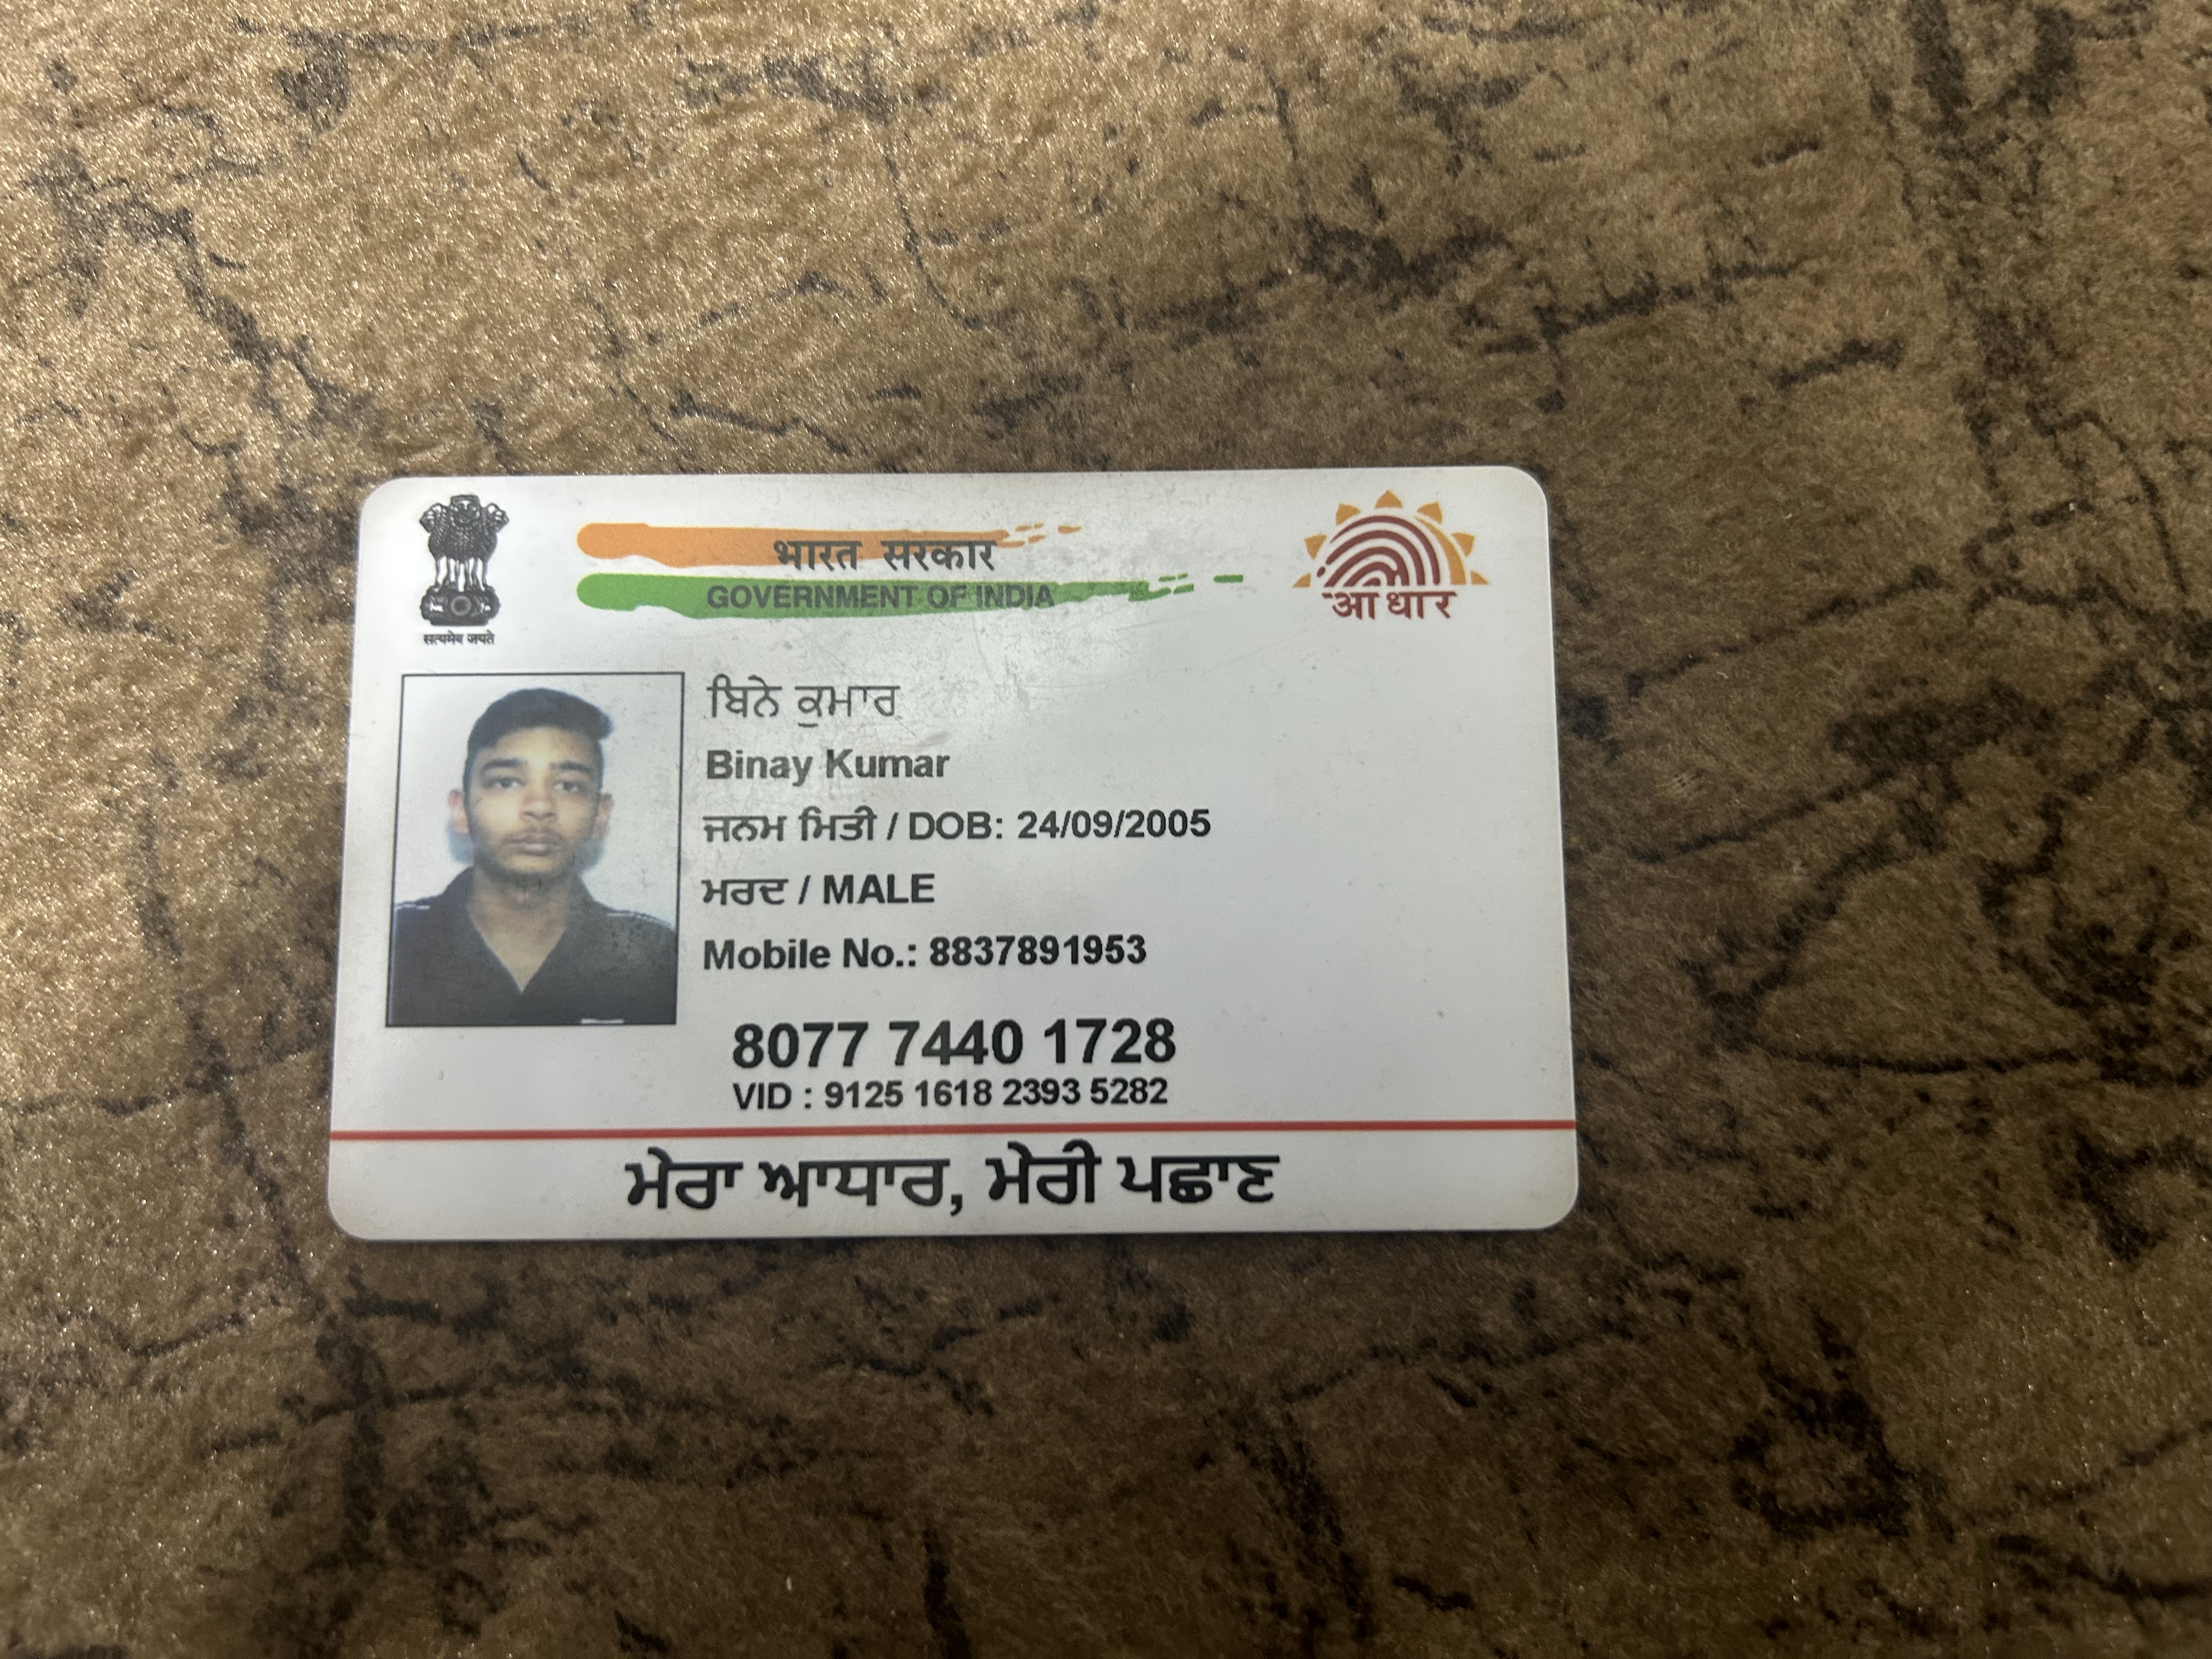 भारत सरकार
GOVERNMENT OF INDIA
सत्यमेव जयते
आधार
ਬਿਨੇ ਕੁਮਾਰ
Binay Kumar
ਜਨਮ ਮਿਤੀ / DOB: 24/09/2005
ਮਰਦ / MALE
Mobile No.: 8837891953
8077 7440 1728
VID : 9125 1618 2393 5282
ਮੇਰਾ ਆਧਾਰ, ਮੇਰੀ ਪਛਾਣ